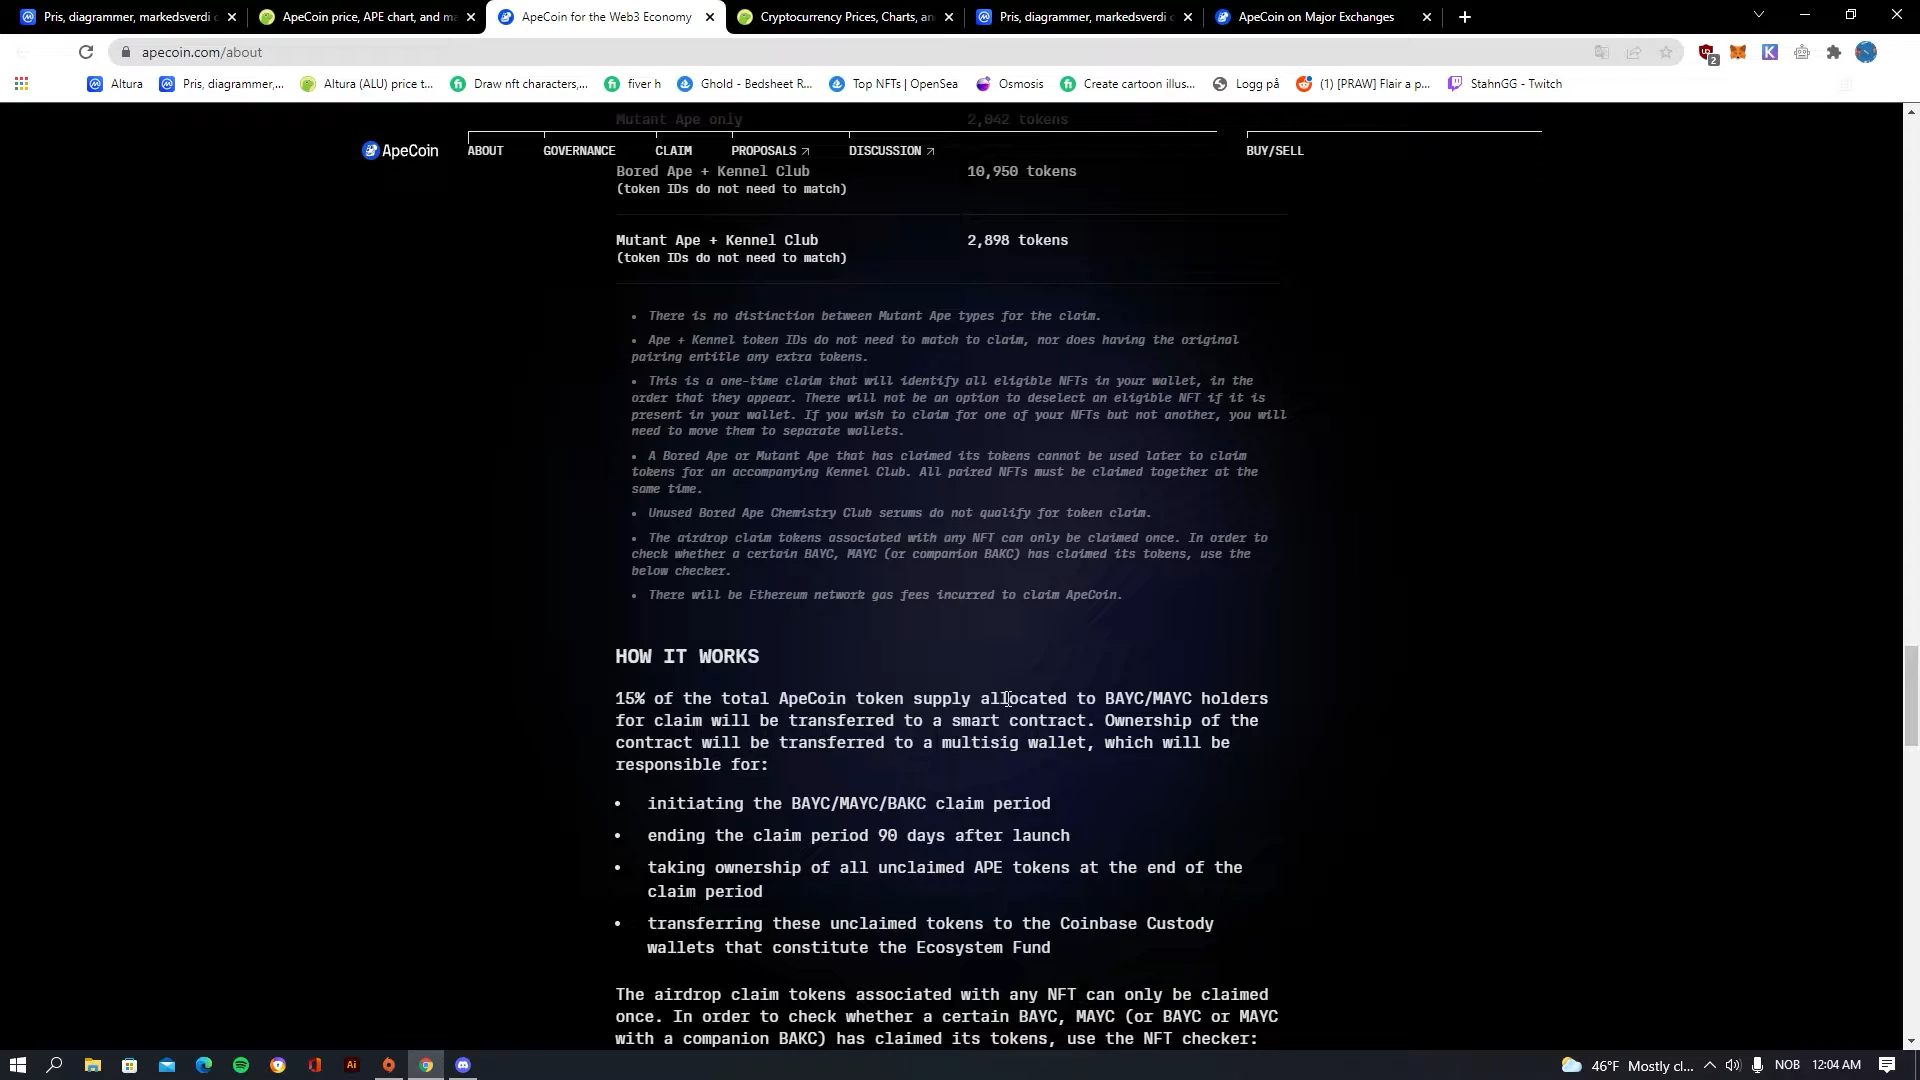 Pris, diagrammer, markedsverdi o
ApeCoin price, APE chart, and ma
ApeCoin for the Web3 Economy
Cryptocurrency Prices, Charts, an
Pris, diagrammer, markedsverdi o
ApeCoin on Major Exchanges
apecoin.com/about
2
Altura
Pris, diagrammer,...
Altura (ALU) price t...
Draw nft characters,...
fiver h
Ghold - Bedsheet R...
Top NFTs | OpenSea
Osmosis
Create cartoon illus...
Logg på
(1) [PRAW] Flair a p...
StahnGG - Twitch
Mutant Ape only 2,042 tokens
ApeCoin ABOUT GOVERNANCE CLAIM PROPOSALS DISCUSSION BUY/SELL
Bored Ape + Kennel Club 10,950 tokens
(token IDs do not need to match)
Mutant Ape + Kennel Club 2,898 tokens
(token IDs do not need to match)
• There is no distinction between Mutant Ape types for the claim.
• Ape + Kennel token IDs do not need to match to claim, nor does having the original
pairing entitle any extra tokens.
• This is a one-time claim that will identify all eligible NFTs in your wallet, in the
order that they appear. There will not be an option to deselect an eligible NFT if it is
present in your wallet. If you wish to claim for one of your NFTs but not another, you will
need to move them to separate wallets.
• A Bored Ape or Mutant Ape that has claimed its tokens cannot be used later to claim
tokens for an accompanying Kennel Club. All paired NFTs must be claimed together at the
same time.
• Unused Bored Ape Chemistry Club serums do not qualify for token claim.
• The airdrop claim tokens associated with any NFT can only be claimed once. In order to
check whether a certain BAYC, MAYC (or companion BAKC) has claimed its tokens, use the
below checker.
• There will be Ethereum network gas fees incurred to claim ApeCoin.
HOW IT WORKS
15% of the total ApeCoin token supply allocated to BAYC/MAYC holders
for claim will be transferred to a smart contract. Ownership of the
contract will be transferred to a multisig wallet, which will be
responsible for:
• initiating the BAYC/MAYC/BAKC claim period
• ending the claim period 90 days after launch
• taking ownership of all unclaimed APE tokens at the end of the
claim period
• transferring these unclaimed tokens to the Coinbase Custody
wallets that constitute the Ecosystem Fund
The airdrop claim tokens associated with any NFT can only be claimed
once. In order to check whether a certain BAYC, MAYC (or BAYC or MAYC
with a companion BAKC) has claimed its tokens, use the NFT checker:
46°F Mostly cl... NOB 12:04 AM